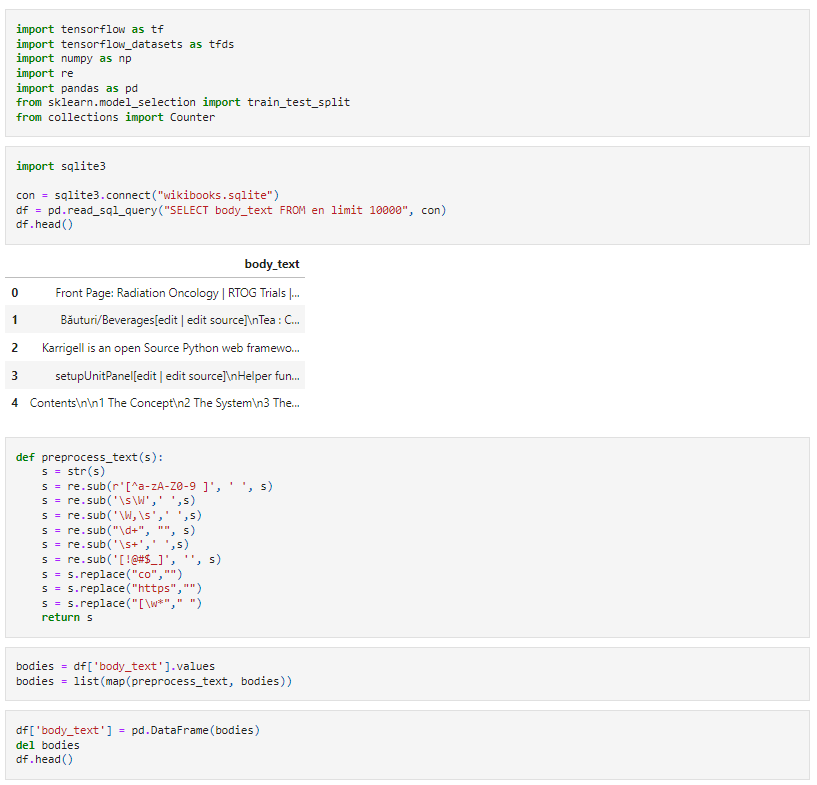 import tensorflow as tf
import tensorflow_datasets as tfds
import numpy as np
import re
import pandas as pd
from sklearn.model_selection import train_test_split
from collections import Counter
import sqlite3
con = sqlite3.connect("wikibooks.sqlite")
df = pd.read_sql_query("SELECT body_text FROM en limit 10000", con)
df.head()
body_text
0 Front Page: Radiation Oncology | RTOG Trials |...
1 Băuturi/Beverages[edit | edit source]\nTea : C...
2 Karrigell is an open Source Python web framewo...
3 setupUnitPanel[edit | edit source]\nHelper fun...
4 Contents\n\n1 The Concept\n2 The System\n3 The...
def preprocess_text(s):
    s = str(s)
    s = re.sub(r'[^a-zA-Z0-9 ]', ' ', s)
    s = re.sub('\s\W',' ',s)
    s = re.sub('\W,\s',' ',s)
    s = re.sub("\d+", "", s)
    s = re.sub('\s+',' ',s)
    s = re.sub('[!@#$_]', '', s)
    s = s.replace("co","")
    s = s.replace("https","")
    s = s.replace("[\w*"," ")
    return s
bodies = df['body_text'].values
bodies = list(map(preprocess_text, bodies))
df['body_text'] = pd.DataFrame(bodies)
del bodies
df.head()